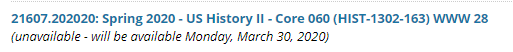 21607.202020: Spring 2020 - US History II - Core 060 (HIST-1302-163) WWW 28
(unavailable - will be available Monday, March 30, 2020)